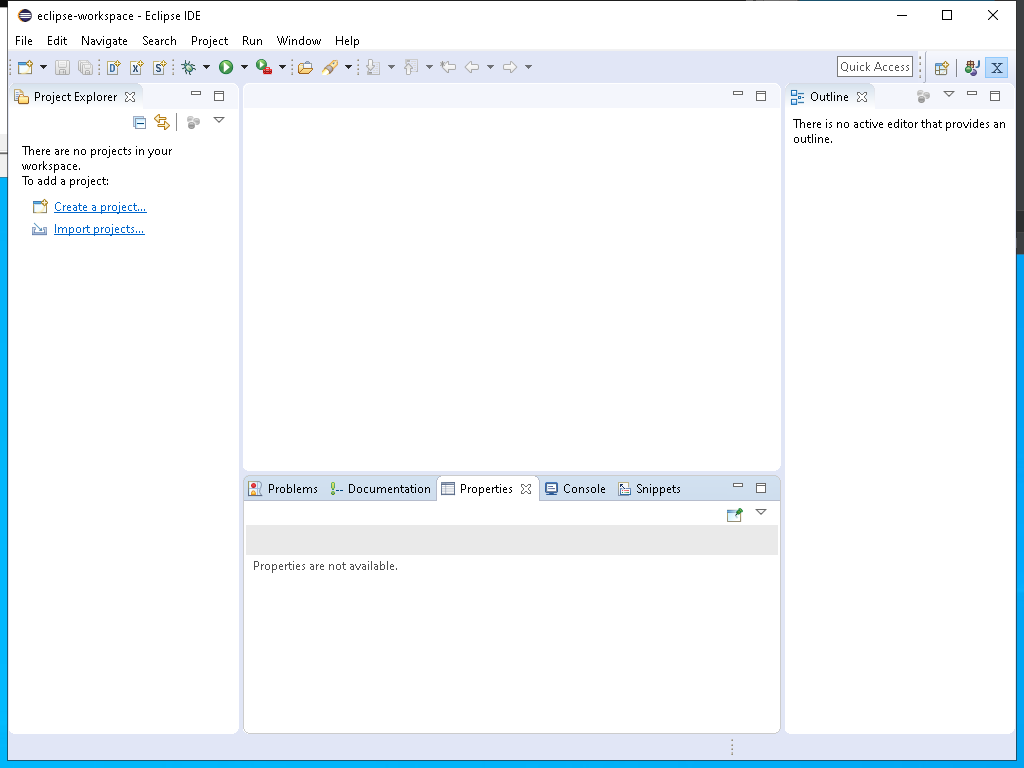 eclipse-workspace - Eclipse IDE
File Edit Navigate Search Project Run Window Help
Quick Access
Project Explorer
There are no projects in your
workspace.
To add a project:
Create a project...
Import projects...
Outline
There is no active editor that provides an
outline.
Problems Documentation Properties Console Snippets
Properties are not available.